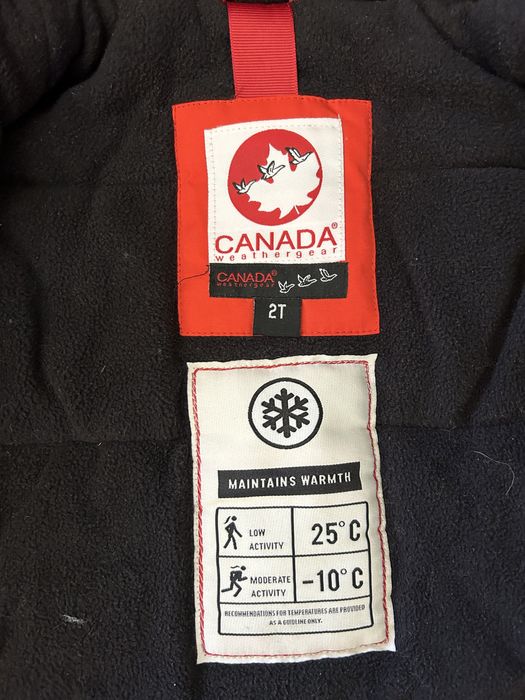 CANADA®
weathergear
CANADA®
weathergear
2T
MAINTAINS WARMTH
LOW
ACTIVITY
25°C
MODERATE
ACTIVITY
-10°C
RECOMMENDATIONS FOR TEMPERATURES ARE PROVIDED
AS A GUIDLINE ONLY.